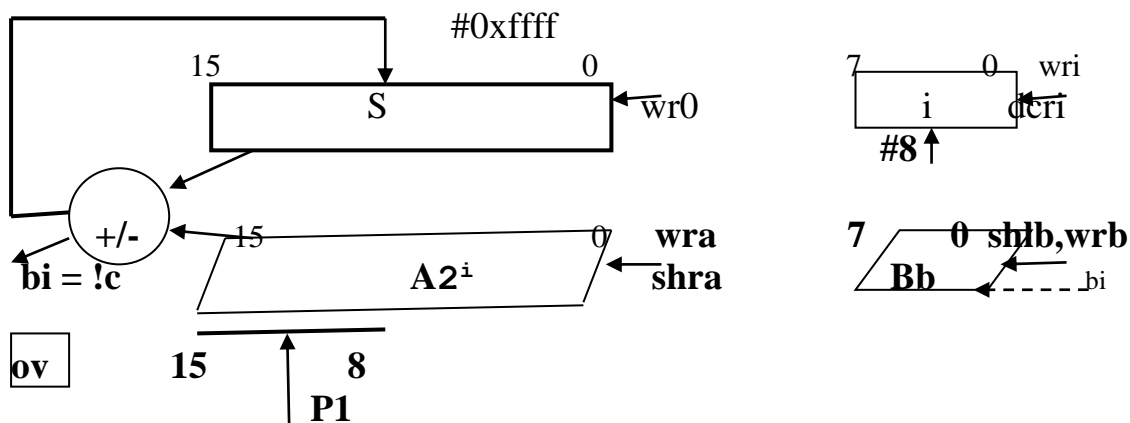 #0xffff
15 0 7 0 wri
S wr0 i dcri
#8
+/- 15 0 wra 7 0 shlb,wrb
bi = !c A2ⁱ shra Bb bi
ov 15 8
P1